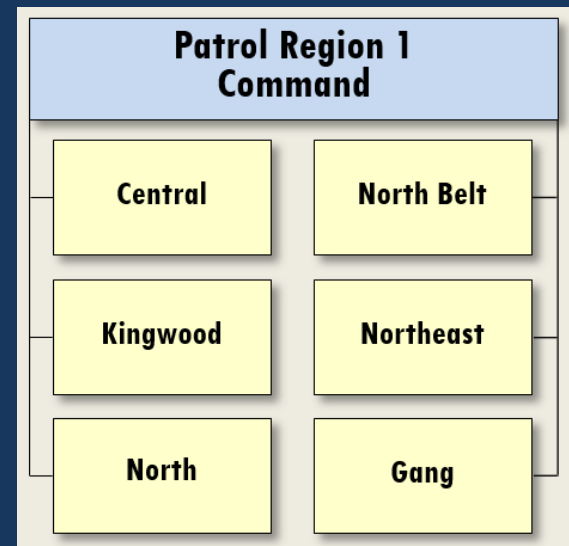 Patrol Region 1
Command
Central
North Belt
Kingwood
Northeast
North
Gang